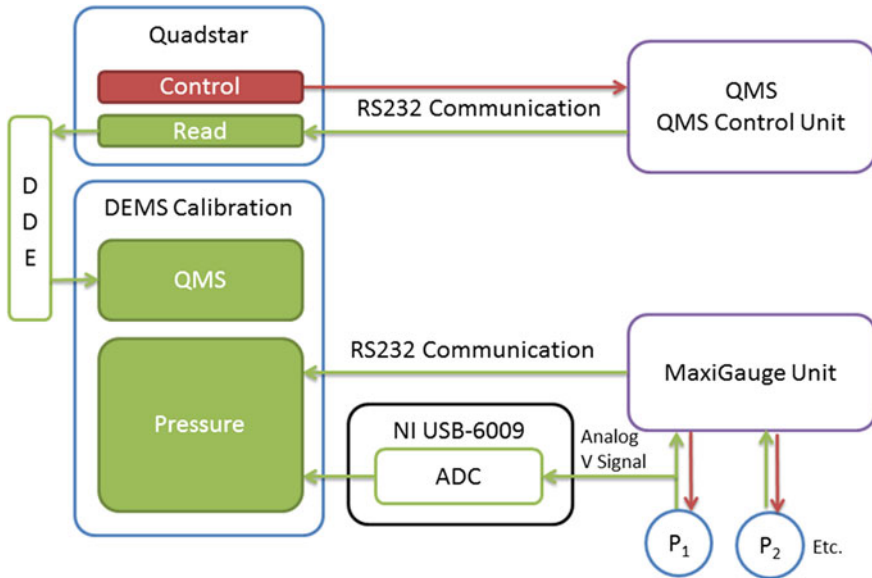 Quadstar
Control
Read
RS232 Communication
QMS
QMS Control Unit
D
D
E
DEMS Calibration
QMS
Pressure
RS232 Communication
MaxiGauge Unit
NI USB-6009
ADC
Analog
V Signal
P₁
P₂
Etc.